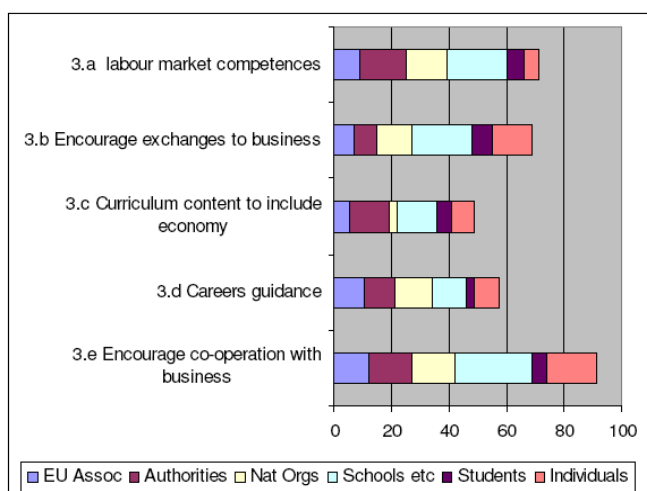 3.a labour market competences
3.b Encourage exchanges to business
3.c Curriculum content to include
economy
3.d Careers guidance
3.e Encourage co-operation with
business
0 20 40 60 80 100
EU Assoc Authorities Nat Orgs Schools etc Students Individuals